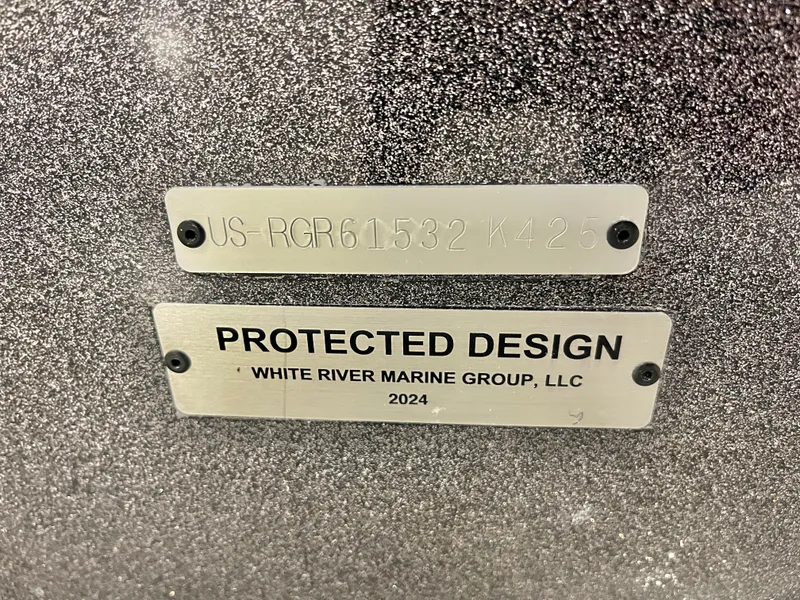 US-RGR61532K425
PROTECTED DESIGN
WHITE RIVER MARINE GROUP, LLC
2024